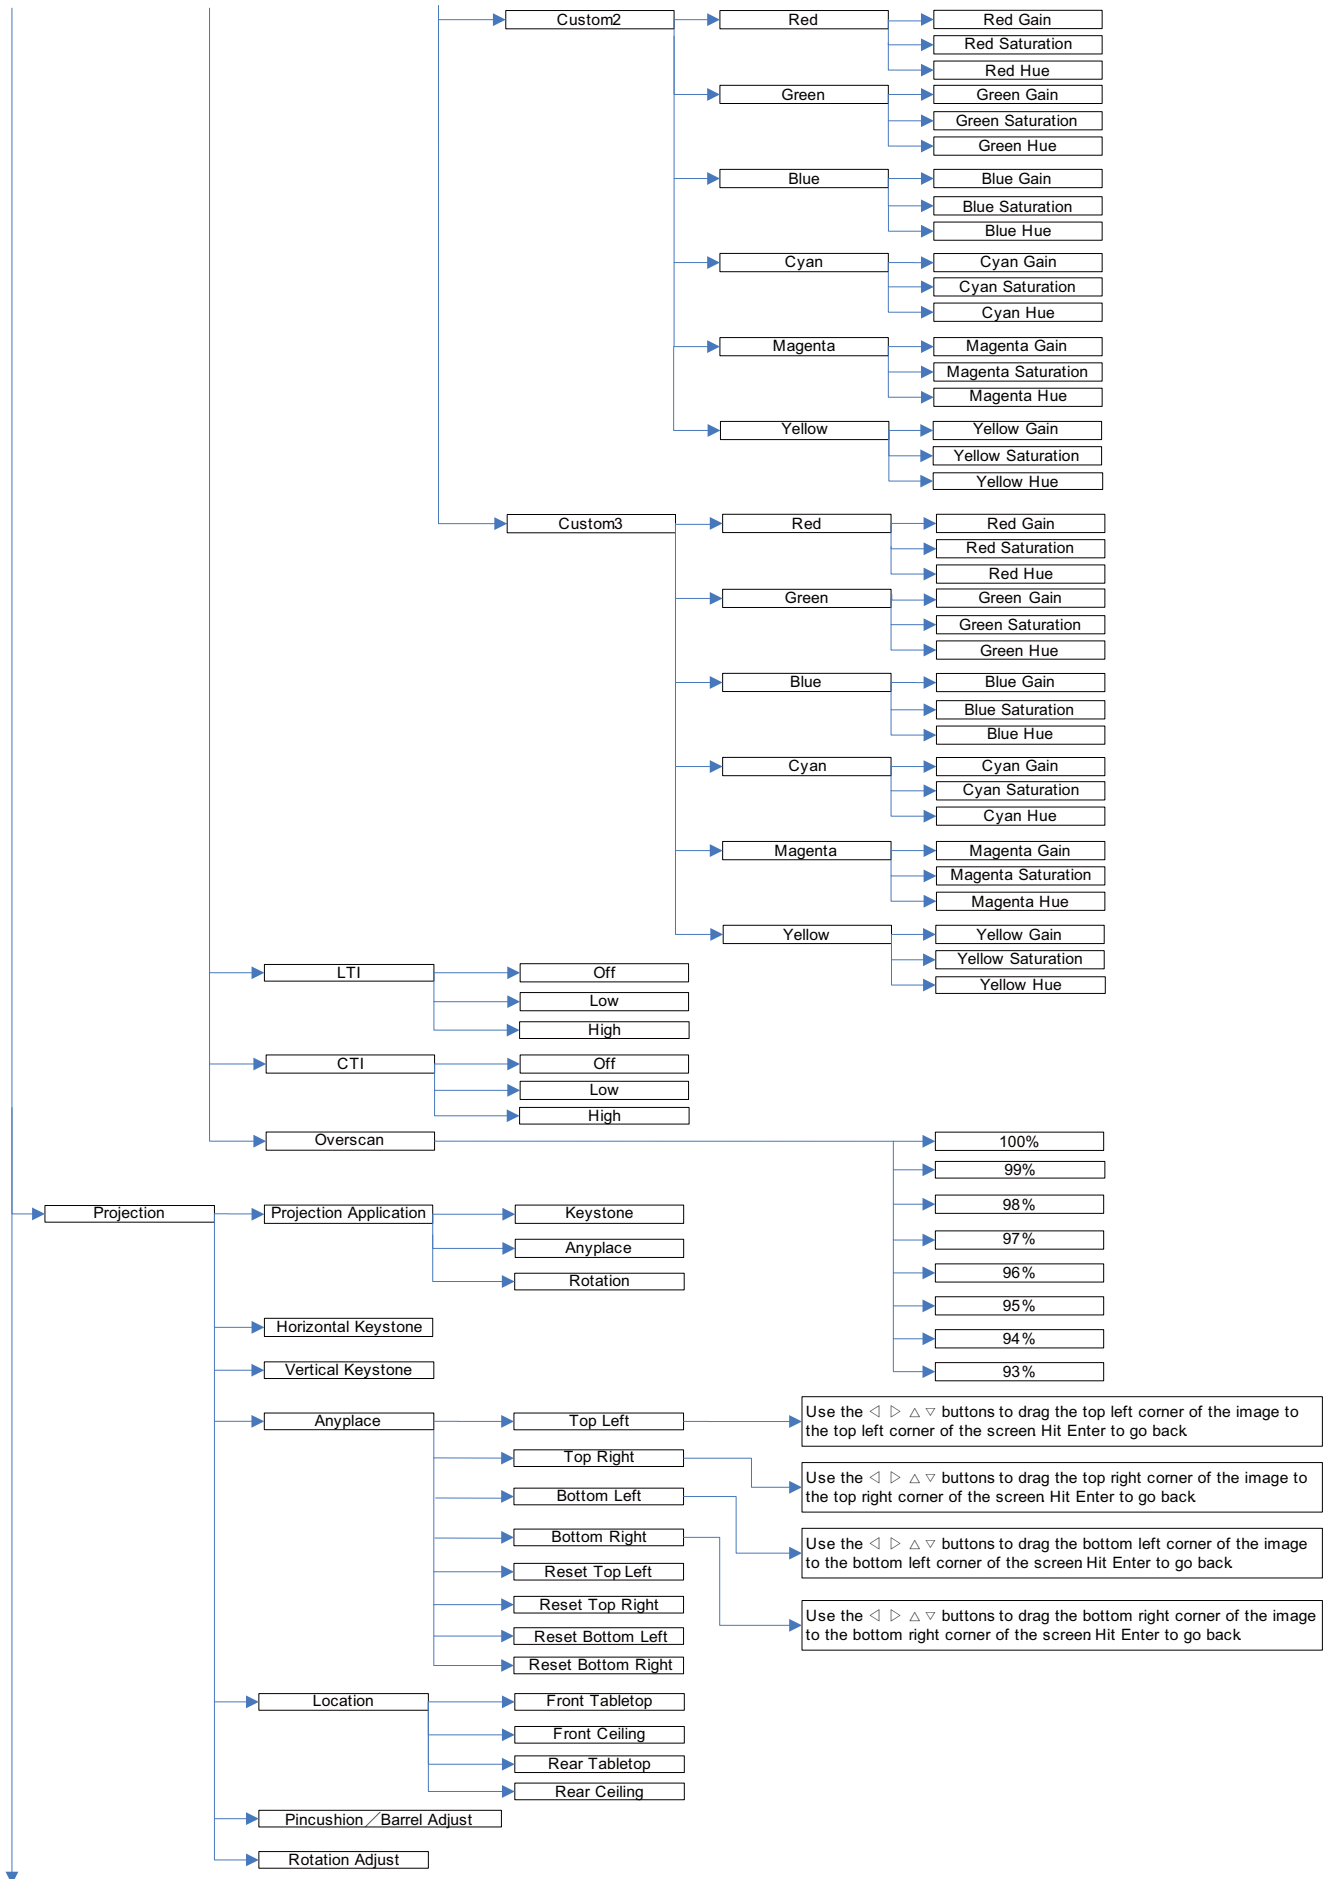 Custom2
Red
Red Gain
Red Saturation
Red Hue
Green
Green Gain
Green Saturation
Green Hue
Blue
Blue Gain
Blue Saturation
Blue Hue
Cyan
Cyan Gain
Cyan Saturation
Cyan Hue
Magenta
Magenta Gain
Magenta Saturation
Magenta Hue
Yellow
Yellow Gain
Yellow Saturation
Yellow Hue
Custom3
Red
Red Gain
Red Saturation
Red Hue
Green
Green Gain
Green Saturation
Green Hue
Blue
Blue Gain
Blue Saturation
Blue Hue
Cyan
Cyan Gain
Cyan Saturation
Cyan Hue
Magenta
Magenta Gain
Magenta Saturation
Magenta Hue
Yellow
Yellow Gain
Yellow Saturation
Yellow Hue
LTI
Off
Low
High
CTI
Off
Low
High
Overscan
100%
99%
98%
97%
96%
95%
94%
93%
Projection
Projection Application
Keystone
Anyplace
Rotation
Horizontal Keystone
Vertical Keystone
Anyplace
Top Left
Use the ◁ ▷ △ ▽ buttons to drag the top left corner of the image to
the top left corner of the screen. Hit Enter to go back.
Top Right
Use the ◁ ▷ △ ▽ buttons to drag the top right corner of the image to
the top right corner of the screen. Hit Enter to go back.
Bottom Left
Use the ◁ ▷ △ ▽ buttons to drag the bottom left corner of the image
to the bottom left corner of the screen. Hit Enter to go back.
Bottom Right
Use the ◁ ▷ △ ▽ buttons to drag the bottom right corner of the image
to the bottom right corner of the screen. Hit Enter to go back.
Reset Top Left
Reset Top Right
Reset Bottom Left
Reset Bottom Right
Location
Front Tabletop
Front Ceiling
Rear Tabletop
Rear Ceiling
Pincushion／Barrel Adjust
Rotation Adjust